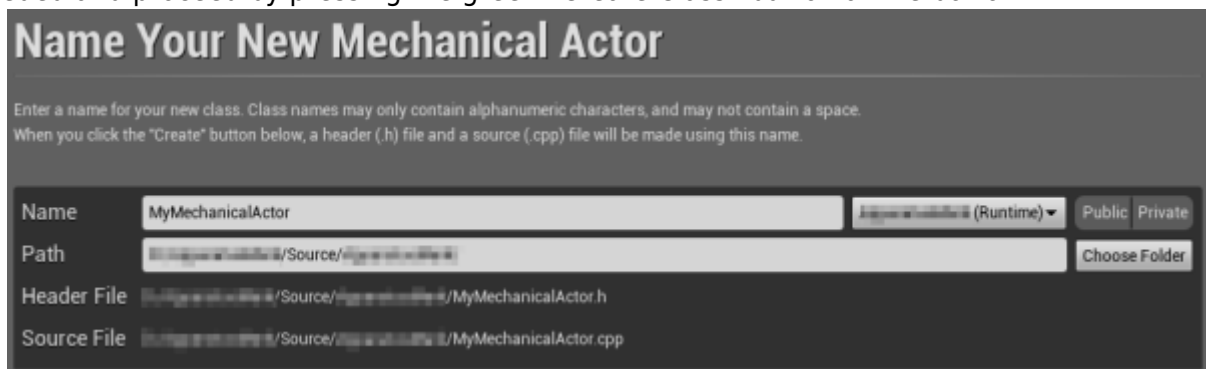 Name Your New Mechanical Actor
Enter a name for your new class. Class names may only contain alphanumeric characters, and may not contain a space.
When you click the "Create" button below, a header (.h) file and a source (.cpp) file will be made using this name.
Name MyMechanicalActor (Runtime) Public Private
Path /Source/ Choose Folder
Header File /Source/ /MyMechanicalActor.h
Source File /Source/ /MyMechanicalActor.cpp